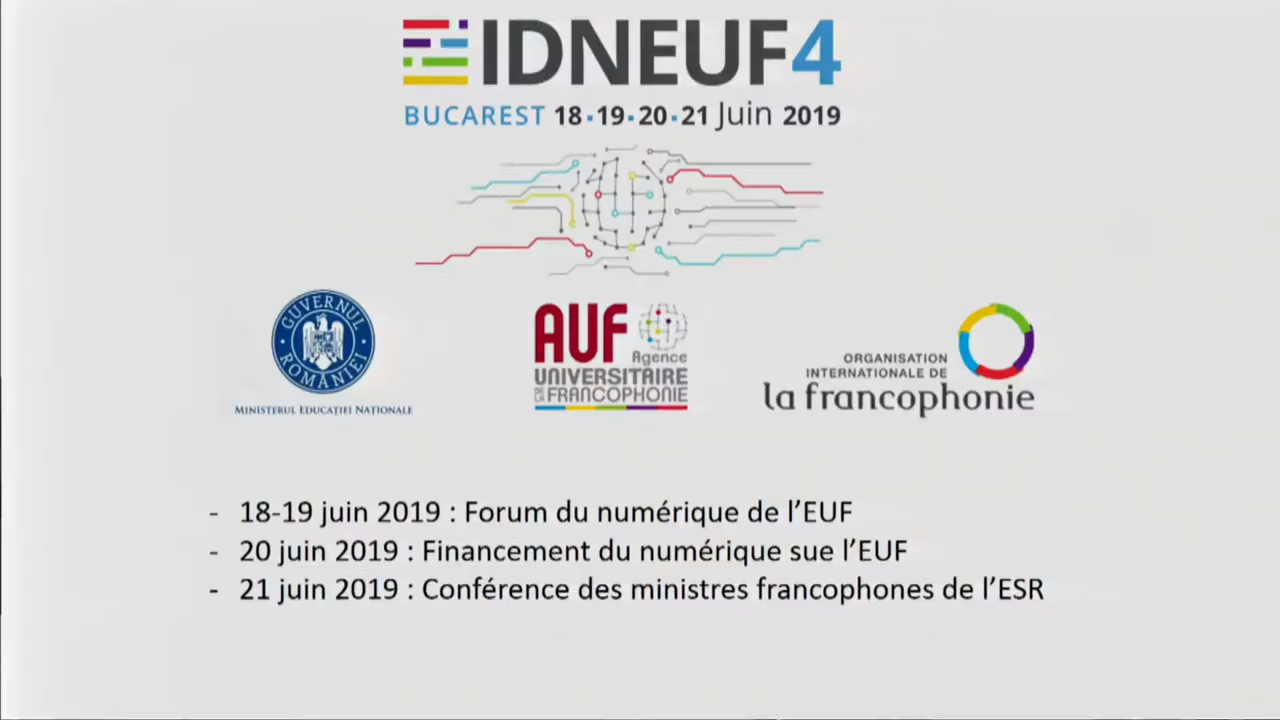 IDNEUF4
BUCAREST 18·19·20·21 Juin 2019
GUVERNUL ROMÂNIEI
MINISTERUL EDUCAȚIEI NAȚIONALE
AUF
Agence
UNIVERSITAIRE
DE LA FRANCOPHONIE
ORGANISATION
INTERNATIONALE DE
la francophonie
- 18-19 juin 2019 : Forum du numérique de l’EUF
- 20 juin 2019 : Financement du numérique sue l’EUF
- 21 juin 2019 : Conférence des ministres francophones de l’ESR